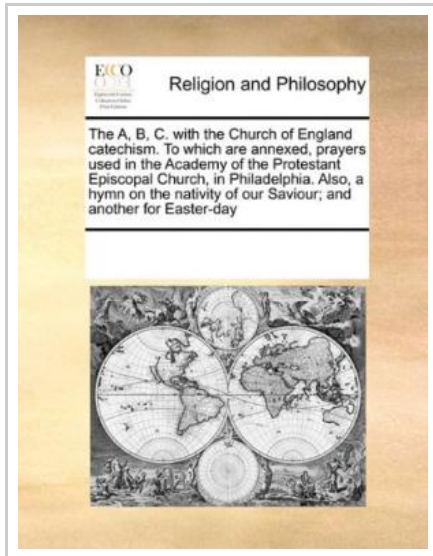 ECCO
Religion and Philosophy
The A, B, C. with the Church of England
catechism. To which are annexed, prayers
used in the Academy of the Protestant
Episcopal Church, in Philadelphia. Also, a
hymn on the nativity of our Saviour; and
another for Easter-day